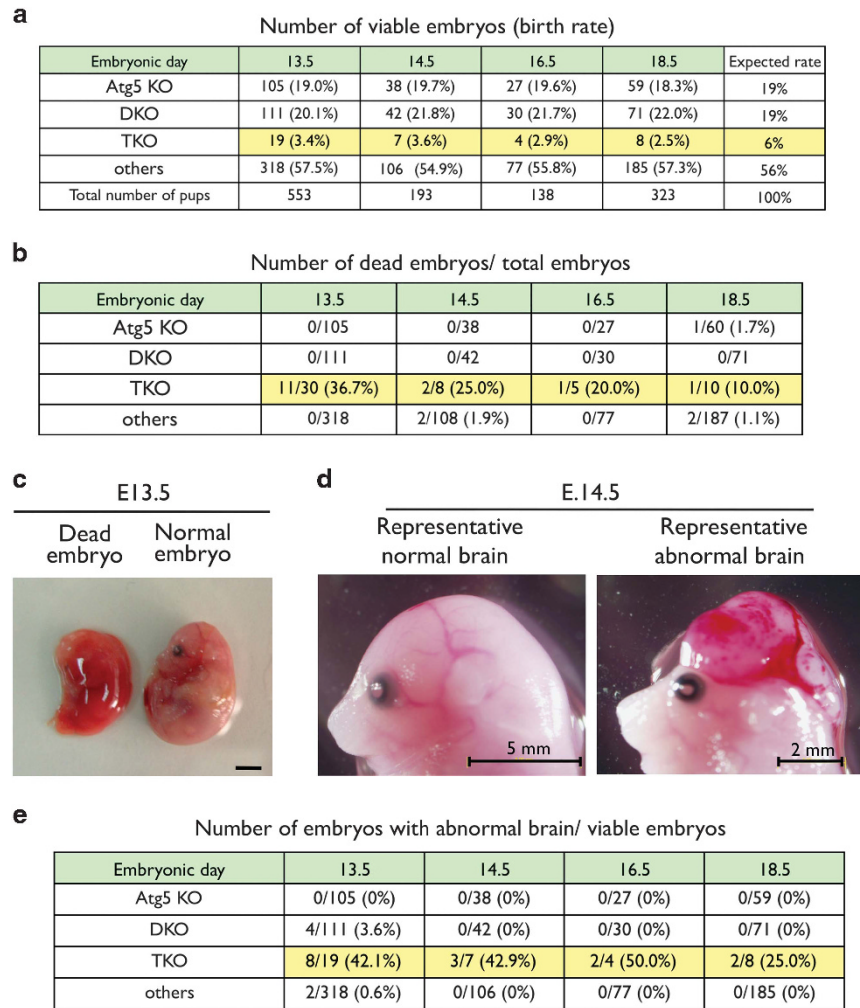 a
Number of viable embryos (birth rate)
Embryonic day 13.5 14.5 16.5 18.5 Expected rate
Atg5 KO 105 (19.0%) 38 (19.7%) 27 (19.6%) 59 (18.3%) 19%
DKO 111 (20.1%) 42 (21.8%) 30 (21.7%) 71 (22.0%) 19%
TKO 19 (3.4%) 7 (3.6%) 4 (2.9%) 8 (2.5%) 6%
others 318 (57.5%) 106 (54.9%) 77 (55.8%) 185 (57.3%) 56%
Total number of pups 553 193 138 323 100%
b
Number of dead embryos/ total embryos
Embryonic day 13.5 14.5 16.5 18.5
Atg5 KO 0/105 0/38 0/27 1/60 (1.7%)
DKO 0/111 0/42 0/30 0/71
TKO 11/30 (36.7%) 2/8 (25.0%) 1/5 (20.0%) 1/10 (10.0%)
others 0/318 2/108 (1.9%) 0/77 2/187 (1.1%)
c
E13.5
Dead embryo
Normal embryo
d
E.14.5
Representative normal brain
Representative abnormal brain
5 mm
2 mm
e
Number of embryos with abnormal brain/ viable embryos
Embryonic day 13.5 14.5 16.5 18.5
Atg5 KO 0/105 (0%) 0/38 (0%) 0/27 (0%) 0/59 (0%)
DKO 4/111 (3.6%) 0/42 (0%) 0/30 (0%) 0/71 (0%)
TKO 8/19 (42.1%) 3/7 (42.9%) 2/4 (50.0%) 2/8 (25.0%)
others 2/318 (0.6%) 0/106 (0%) 0/77 (0%) 0/185 (0%)